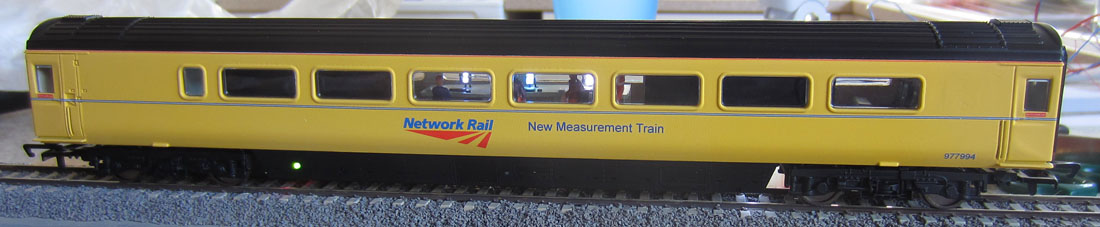 Network Rail
New Measurement Train
977994